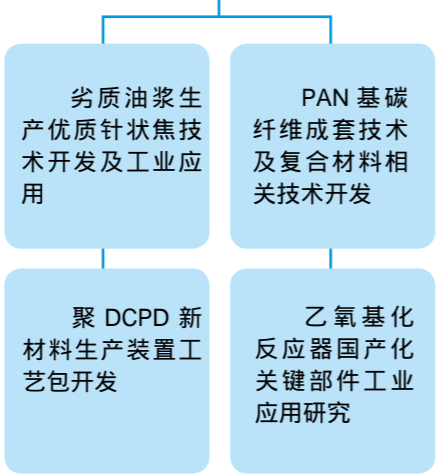 劣质油浆生
产优质针状焦技
术开发及工业应
用
PAN 基碳
纤维成套技术
及复合材料相
关技术开发
聚 DCPD 新
材料生产装置工
艺包开发
乙氧基化
反应器国产化
关键部件工业
应用研究